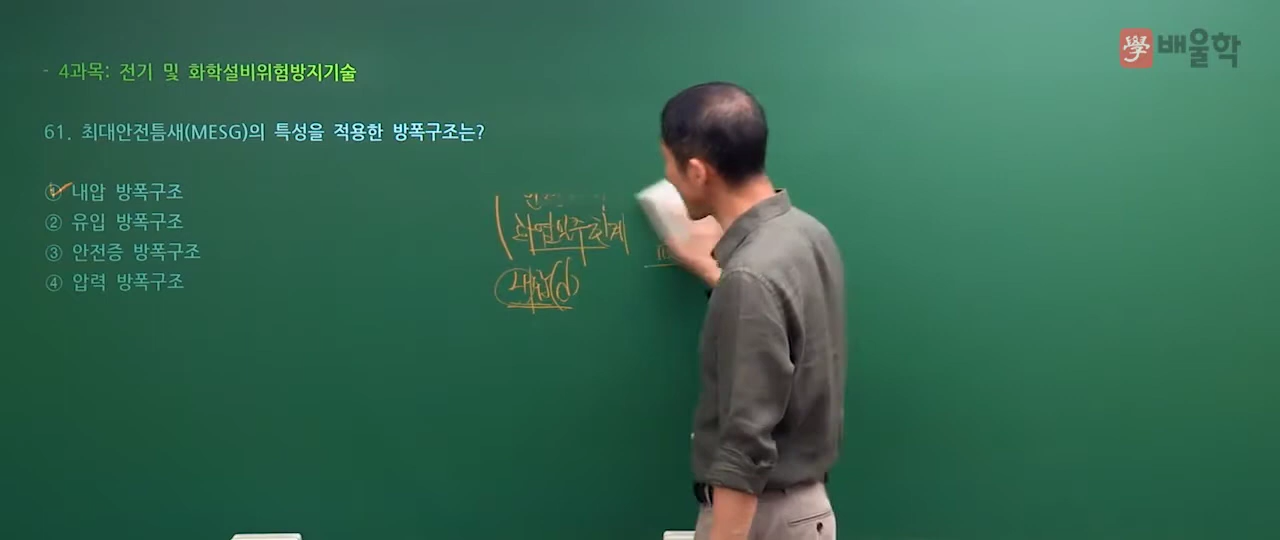 學 배울학
- 4과목: 전기 및 화학설비위험방지기술
61. 최대안전틈새(MESG)의 특성을 적용한 방폭구조는?
① 내압 방폭구조
② 유입 방폭구조
③ 안전증 방폭구조
④ 압력 방폭구조
화염일주한계
내압(d)